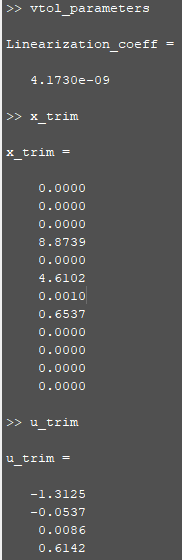 >> vtol_parameters
Linearization_coeff =
4.1730e-09
>> x_trim
x_trim =
0.0000
0.0000
0.0000
8.8739
0.0000
4.6102
0.0010
0.6537
0.0000
0.0000
0.0000
0.0000
>> u_trim
u_trim =
-1.3125
-0.0537
0.0086
0.6142